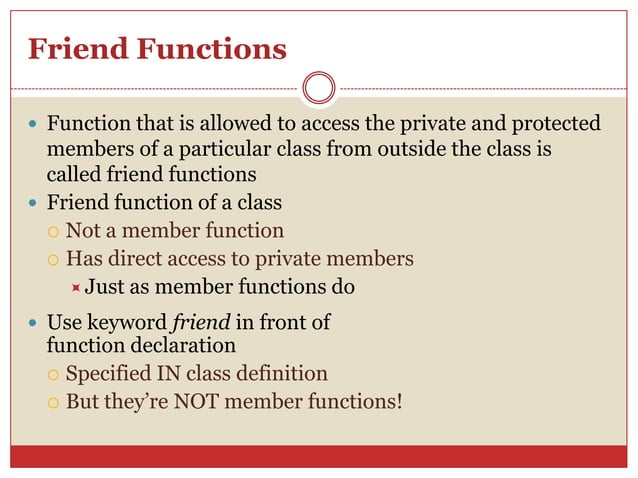 Friend Functions
Function that is allowed to access the private and protected
members of a particular class from outside the class is
called friend functions
Friend function of a class
Not a member function
Has direct access to private members
Just as member functions do
Use keyword friend in front of
function declaration
Specified IN class definition
But they’re NOT member functions!